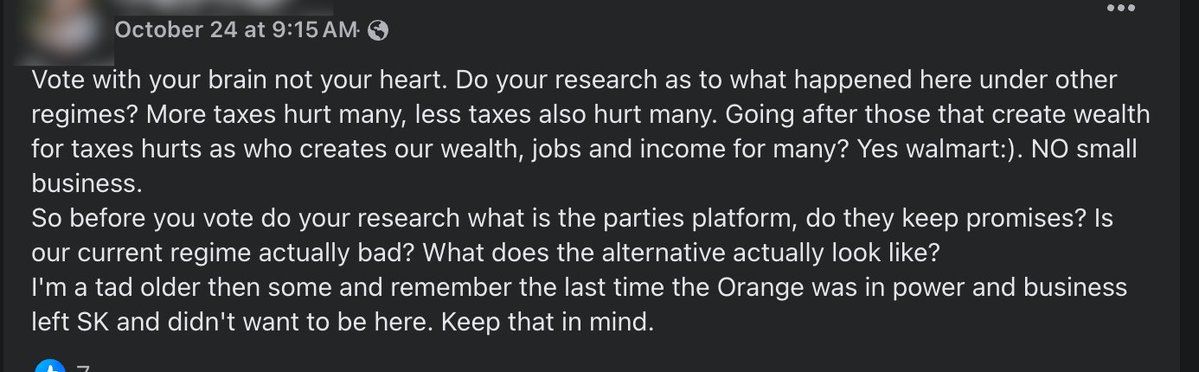 October 24 at 9:15 AM ·
Vote with your brain not your heart. Do your research as to what happened here under other
regimes? More taxes hurt many, less taxes also hurt many. Going after those that create wealth
for taxes hurts as who creates our wealth, jobs and income for many? Yes walmart:). NO small
business.
So before you vote do your research what is the parties platform, do they keep promises? Is
our current regime actually bad? What does the alternative actually look like?
I'm a tad older then some and remember the last time the Orange was in power and business
left SK and didn't want to be here. Keep that in mind.